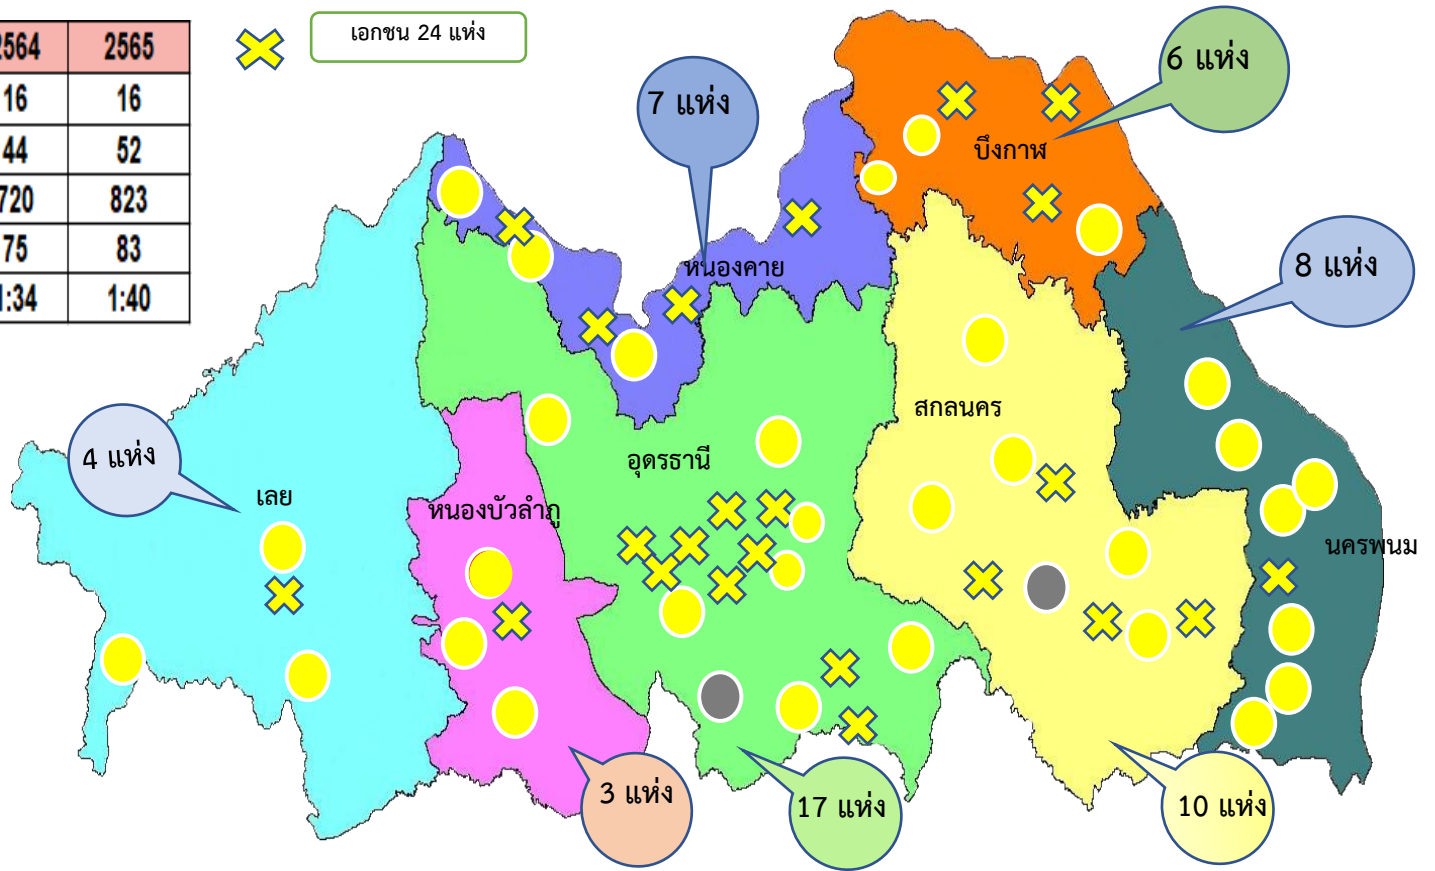 2564 2565
16 16
44 52
720 823
75 83
1:34 1:40
เอกชน 24 แห่ง
6 แห่ง
7 แห่ง
บึงกาฬ
8 แห่ง
หนองคาย
สกลนคร
4 แห่ง
อุดรธานี
เลย
หนองบัวลำภู
นครพนม
3 แห่ง
17 แห่ง
10 แห่ง